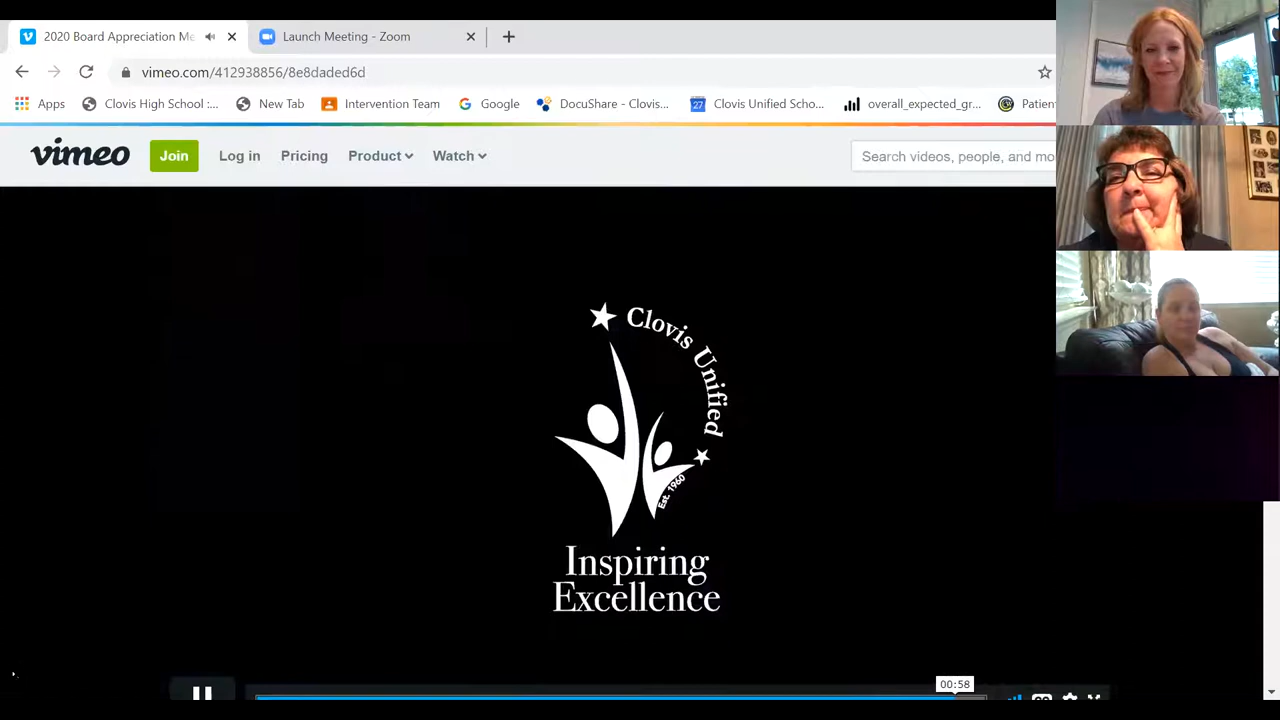 2020 Board Appreciation Me
Launch Meeting - Zoom
vimeo.com/412938856/8e8daded6d
Apps
Clovis High School :...
New Tab
Intervention Team
Google
DocuShare - Clovis...
27
Clovis Unified Scho...
overall_expected_gr...
Patien
vimeo
Join
Log in
Pricing
Product
Watch
Search videos, people, and mo
Clovis Unified
Est. 1960
Inspiring
Excellence
00:58